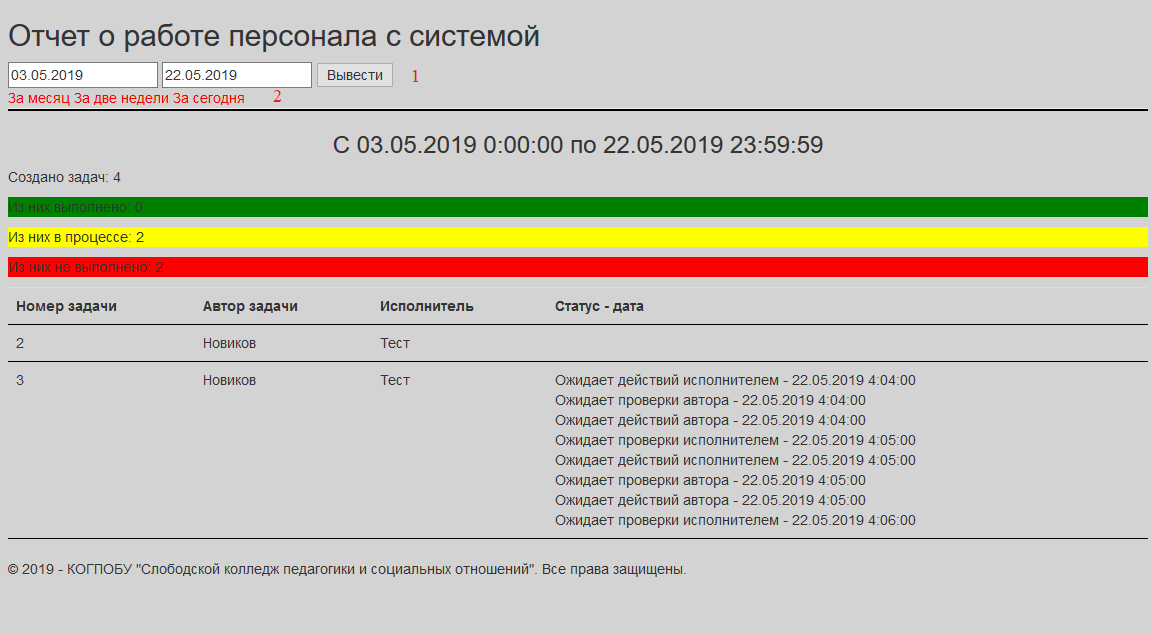 Отчет о работе персонала с системой
03.05.2019 22.05.2019 Вывести 1
За месяц За две недели За сегодня 2
С 03.05.2019 0:00:00 по 22.05.2019 23:59:59
Создано задач: 4
Из них выполнено: 0
Из них в процессе: 2
Из них не выполнено: 2
Номер задачи Автор задачи Исполнитель Статус - дата
2 Новиков Тест
3 Новиков Тест Ожидает действий исполнителем - 22.05.2019 4:04:00
Ожидает проверки автора - 22.05.2019 4:04:00
Ожидает действий автора - 22.05.2019 4:04:00
Ожидает проверки исполнителем - 22.05.2019 4:05:00
Ожидает действий исполнителем - 22.05.2019 4:05:00
Ожидает проверки автора - 22.05.2019 4:05:00
Ожидает действий автора - 22.05.2019 4:05:00
Ожидает проверки исполнителем - 22.05.2019 4:06:00
© 2019 - КОГПОБУ "Слободской колледж педагогики и социальных отношений". Все права защищены.